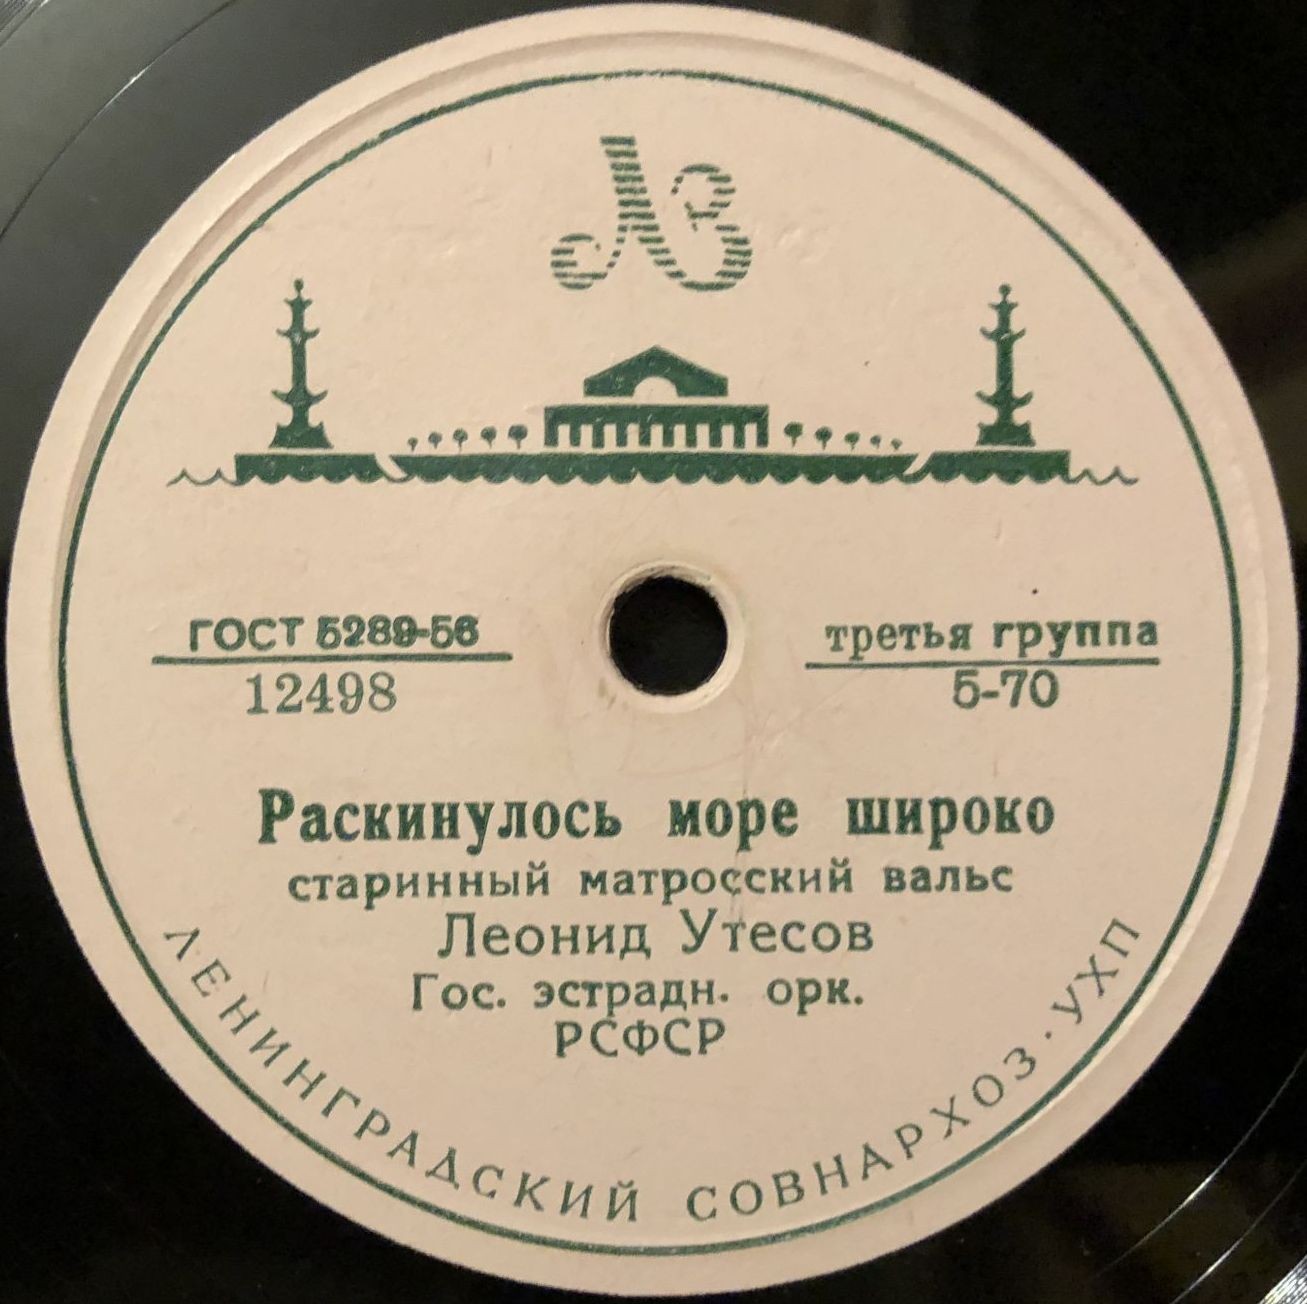 ЛЗ
ГОСТ 5289-56
12498
третья группа
5-70
Раскинулось море широко
старинный матросский вальс
Леонид Утесов
Гос. эстрадн. орк.
РСФСР
ЛЕНИНГРАДСКИЙ СОВНАРХОЗ · УХП